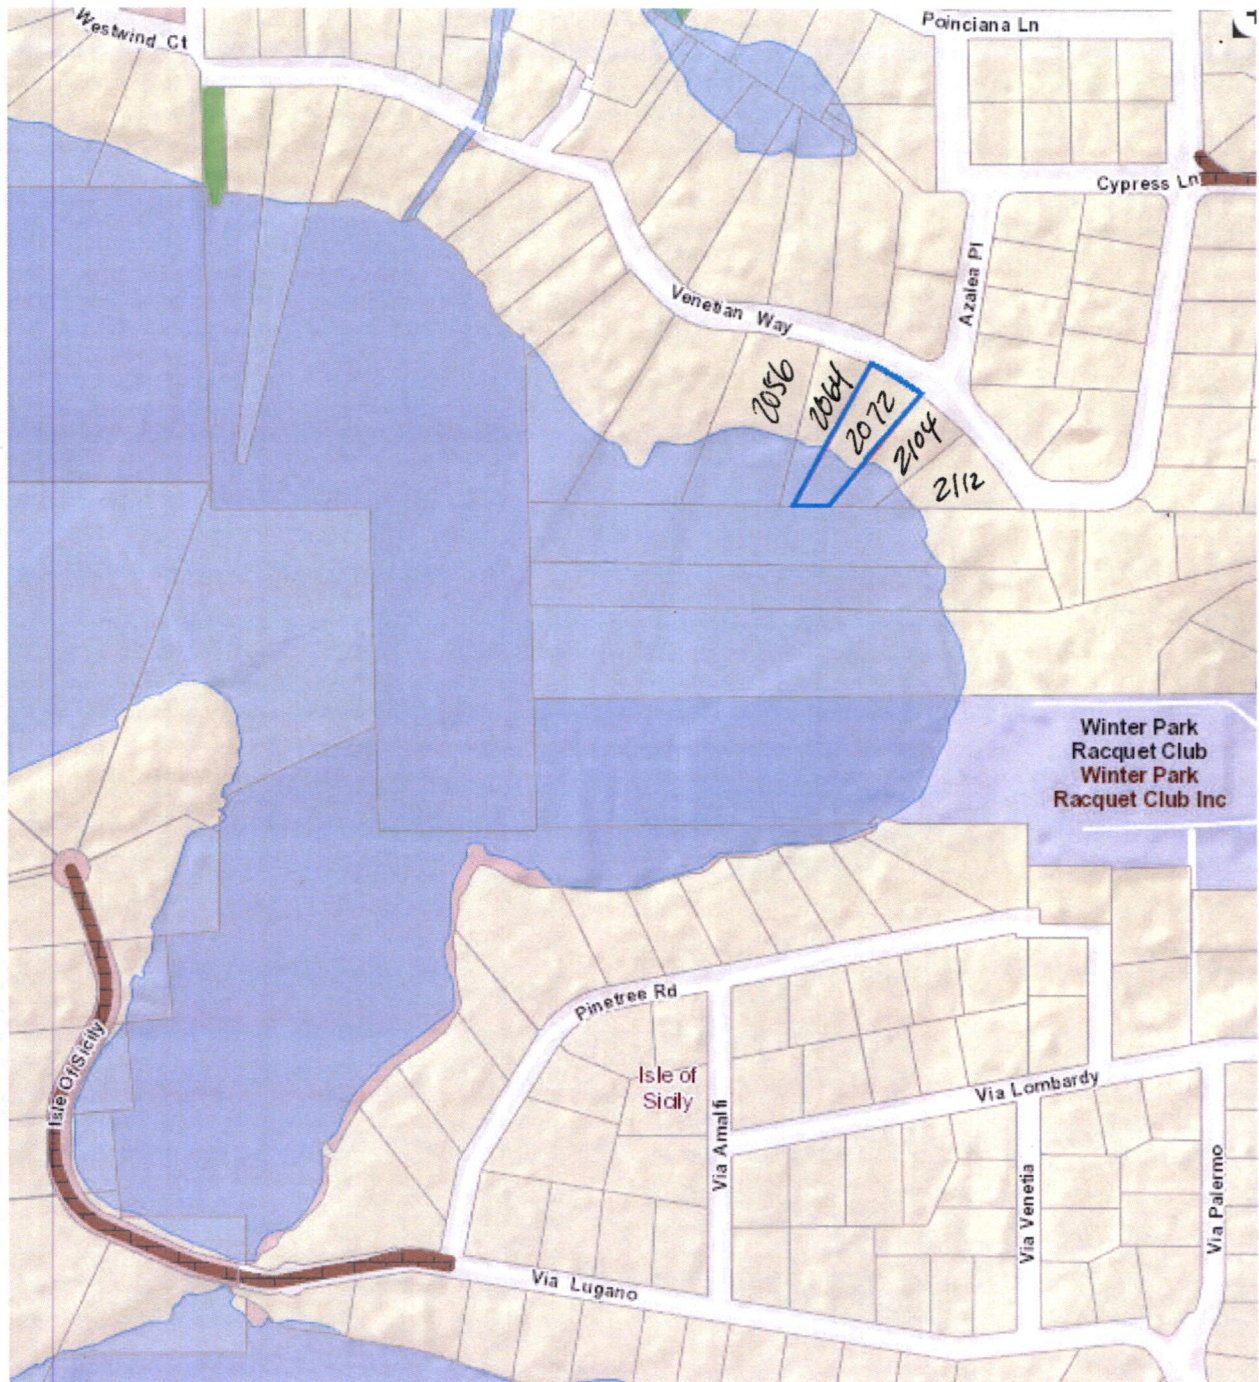 Westwind Ct
Poinciana Ln
Cypress Ln
Azalea Pl
Venetian Way
2056
2064
2072
2104
2112
Winter Park
Racquet Club
Winter Park
Racquet Club Inc
Pinetree Rd
Isle Of Sicily
Isle of
Sicily
Via Lombardy
Via Amalfi
Via Venetia
Via Palermo
Via Lugano